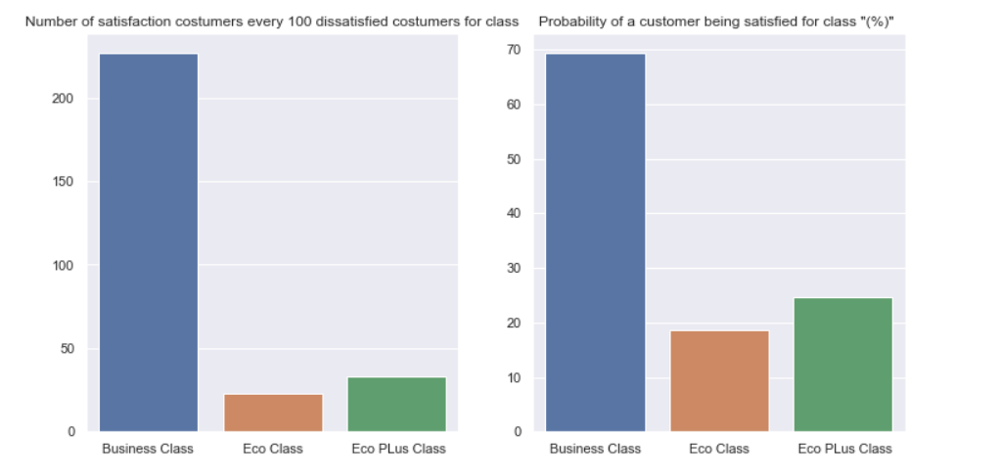 Number of satisfaction costumers every 100 dissatisfied costumers for class
200
150
100
50
0
Business Class
Eco Class
Eco PLus Class
Probability of a customer being satisfied for class "(%)"
70
60
50
40
30
20
10
0
Business Class
Eco Class
Eco PLus Class